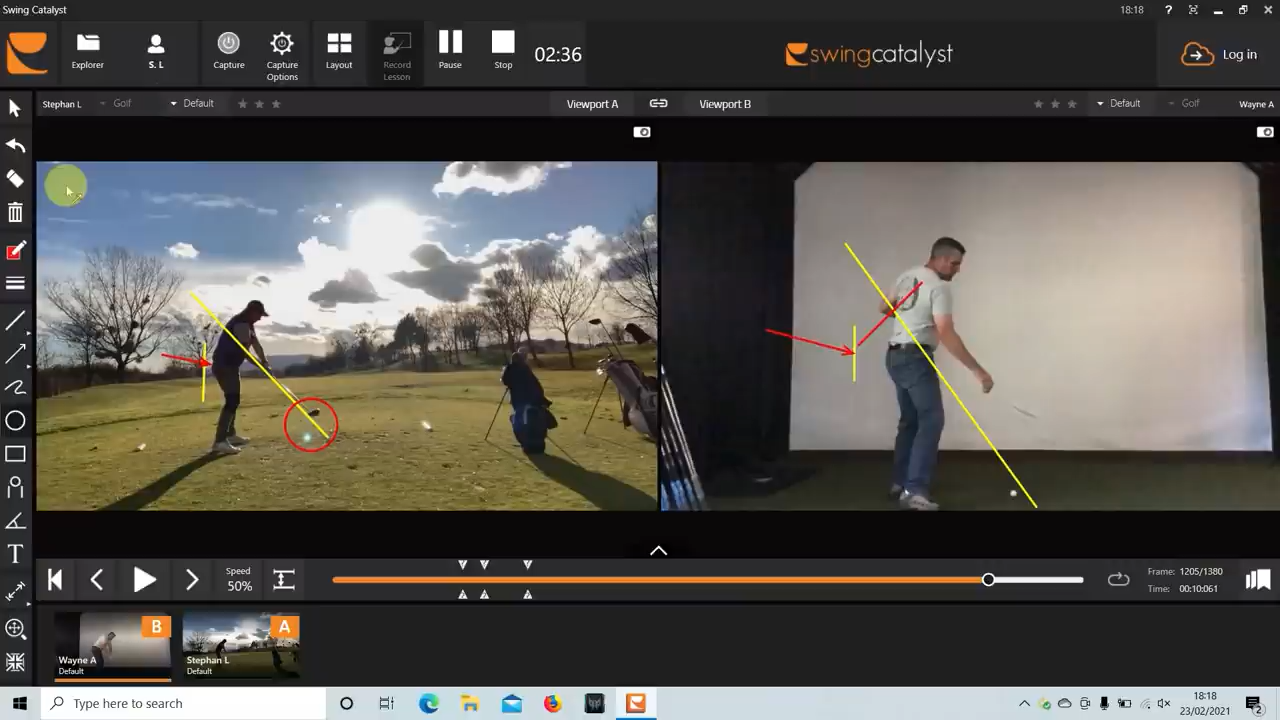 Swing Catalyst
18:18
?
Explorer
S. L
Capture
Capture Options
Layout
Record Lesson
Pause
Stop
02:36
swingcatalyst
Log in
Stephan L
Golf
Default
Viewport A
Viewport B
Default
Golf
Wayne A
T
Speed
50%
Frame: 1205/1380
Time: 00:10:061
B
Wayne A
Default
A
Stephan L
Default
Type here to search
18:18
23/02/2021
2